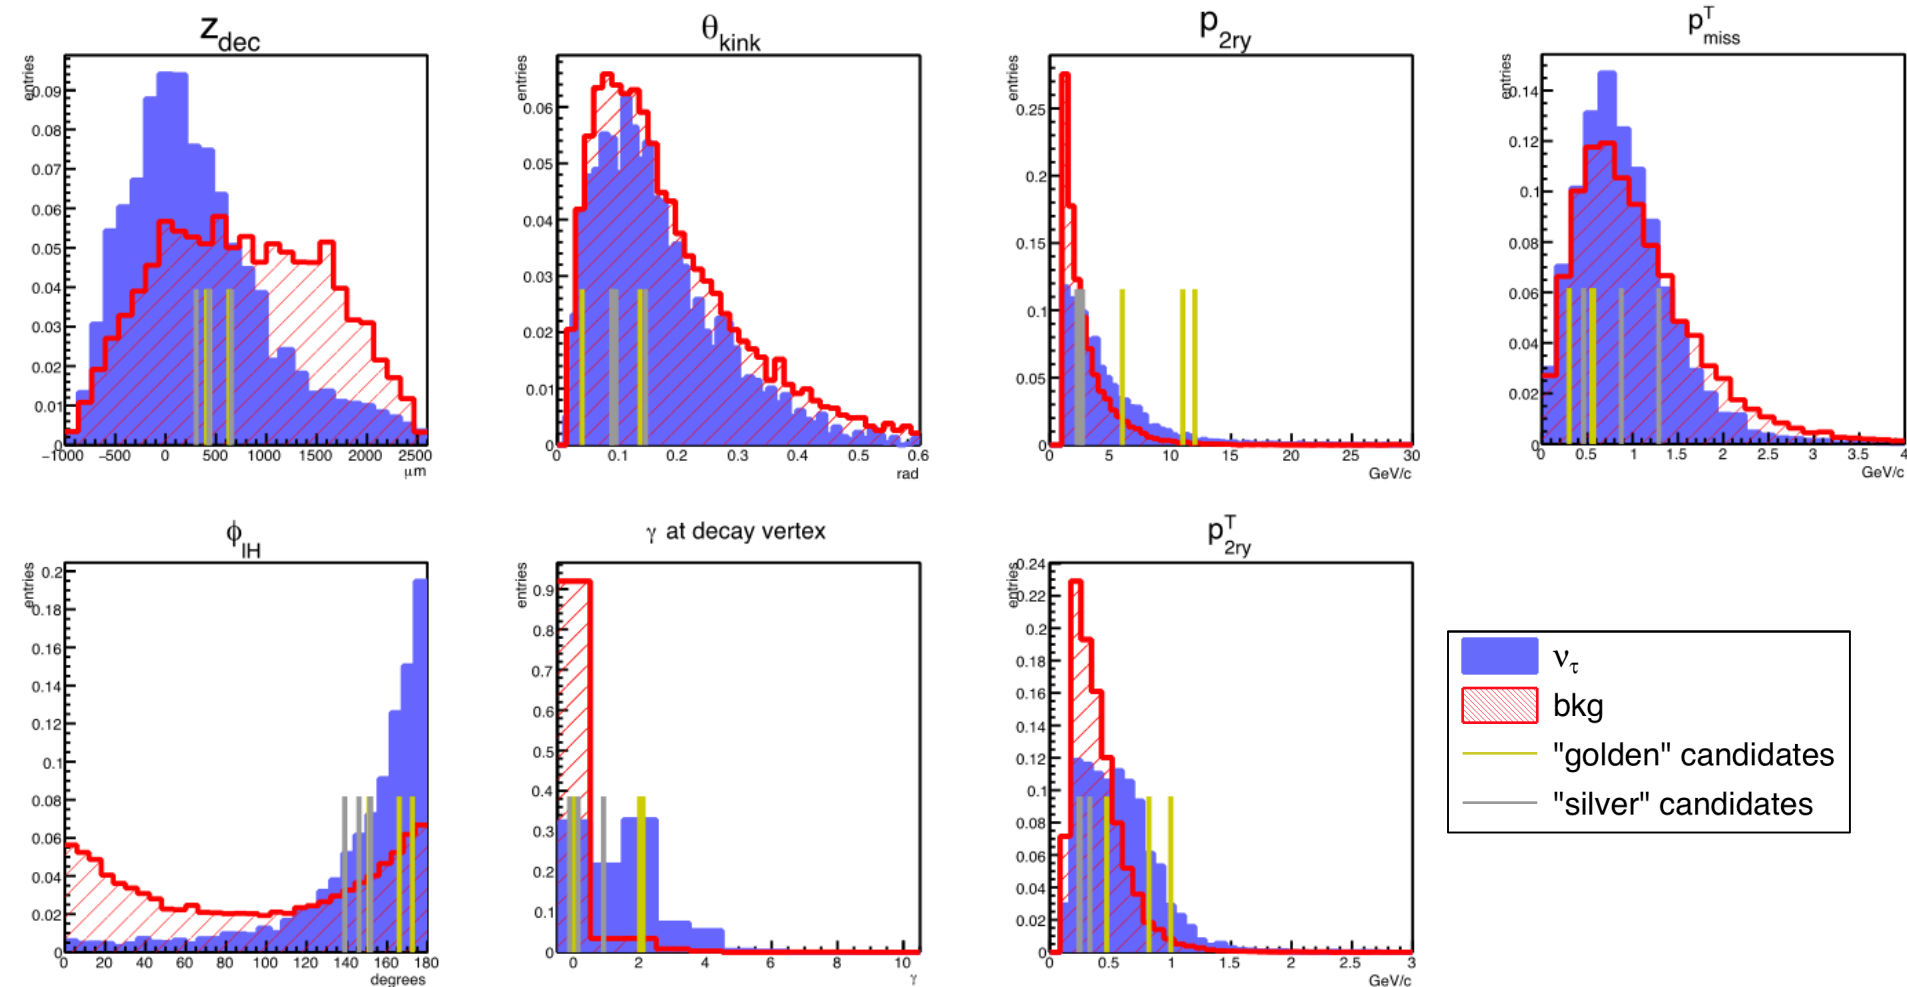 z_dec
entries
0.09
0.08
0.07
0.06
0.05
0.04
0.03
0.02
0.01
0
−1000 −500 0 500 1000 1500 2000 2500
μm
θ_kink
entries
0.06
0.05
0.04
0.03
0.02
0.01
0
0 0.1 0.2 0.3 0.4 0.5 0.6
rad
p_2ry
entries
0.25
0.2
0.15
0.1
0.05
0
0 5 10 15 20 25 30
GeV/c
p^T_miss
entries
0.14
0.12
0.1
0.08
0.06
0.04
0.02
0
0 0.5 1 1.5 2 2.5 3 3.5 4
GeV/c
ϕ_lH
entries
0.2
0.18
0.16
0.14
0.12
0.1
0.08
0.06
0.04
0.02
0
0 20 40 60 80 100 120 140 160 180
degrees
γ at decay vertex
entries
0.9
0.8
0.7
0.6
0.5
0.4
0.3
0.2
0.1
0
0 2 4 6 8 10
γ
p^T_2ry
entries
0.24
0.22
0.2
0.18
0.16
0.14
0.12
0.1
0.08
0.06
0.04
0.02
0
0 0.5 1 1.5 2 2.5 3
GeV/c
ν_τ
bkg
"golden" candidates
"silver" candidates